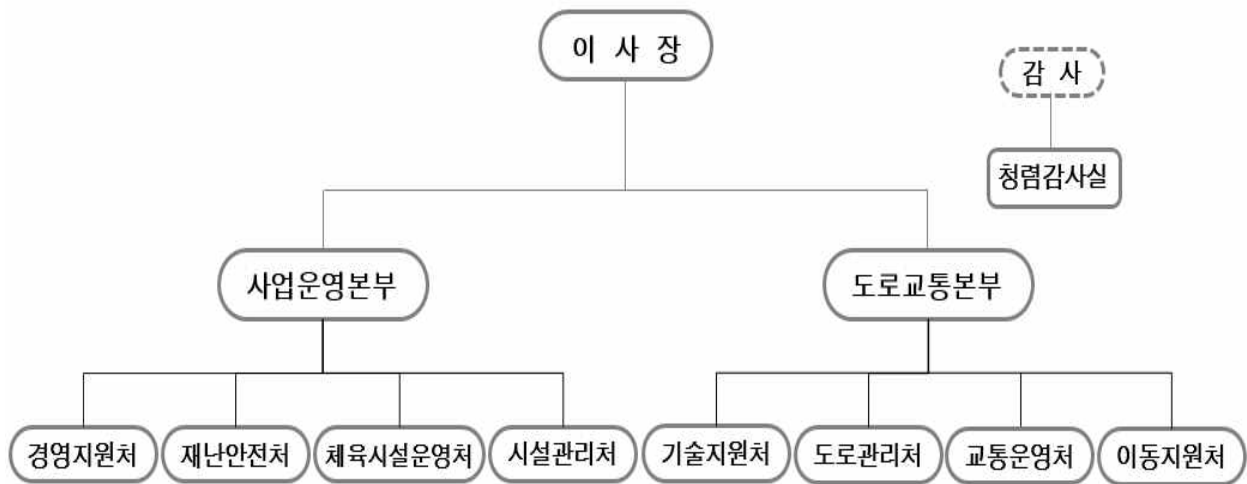 이 사 장
감 사
청렴감사실
사업운영본부
도로교통본부
경영지원처
재난안전처
체육시설운영처
시설관리처
기술지원처
도로관리처
교통운영처
이동지원처